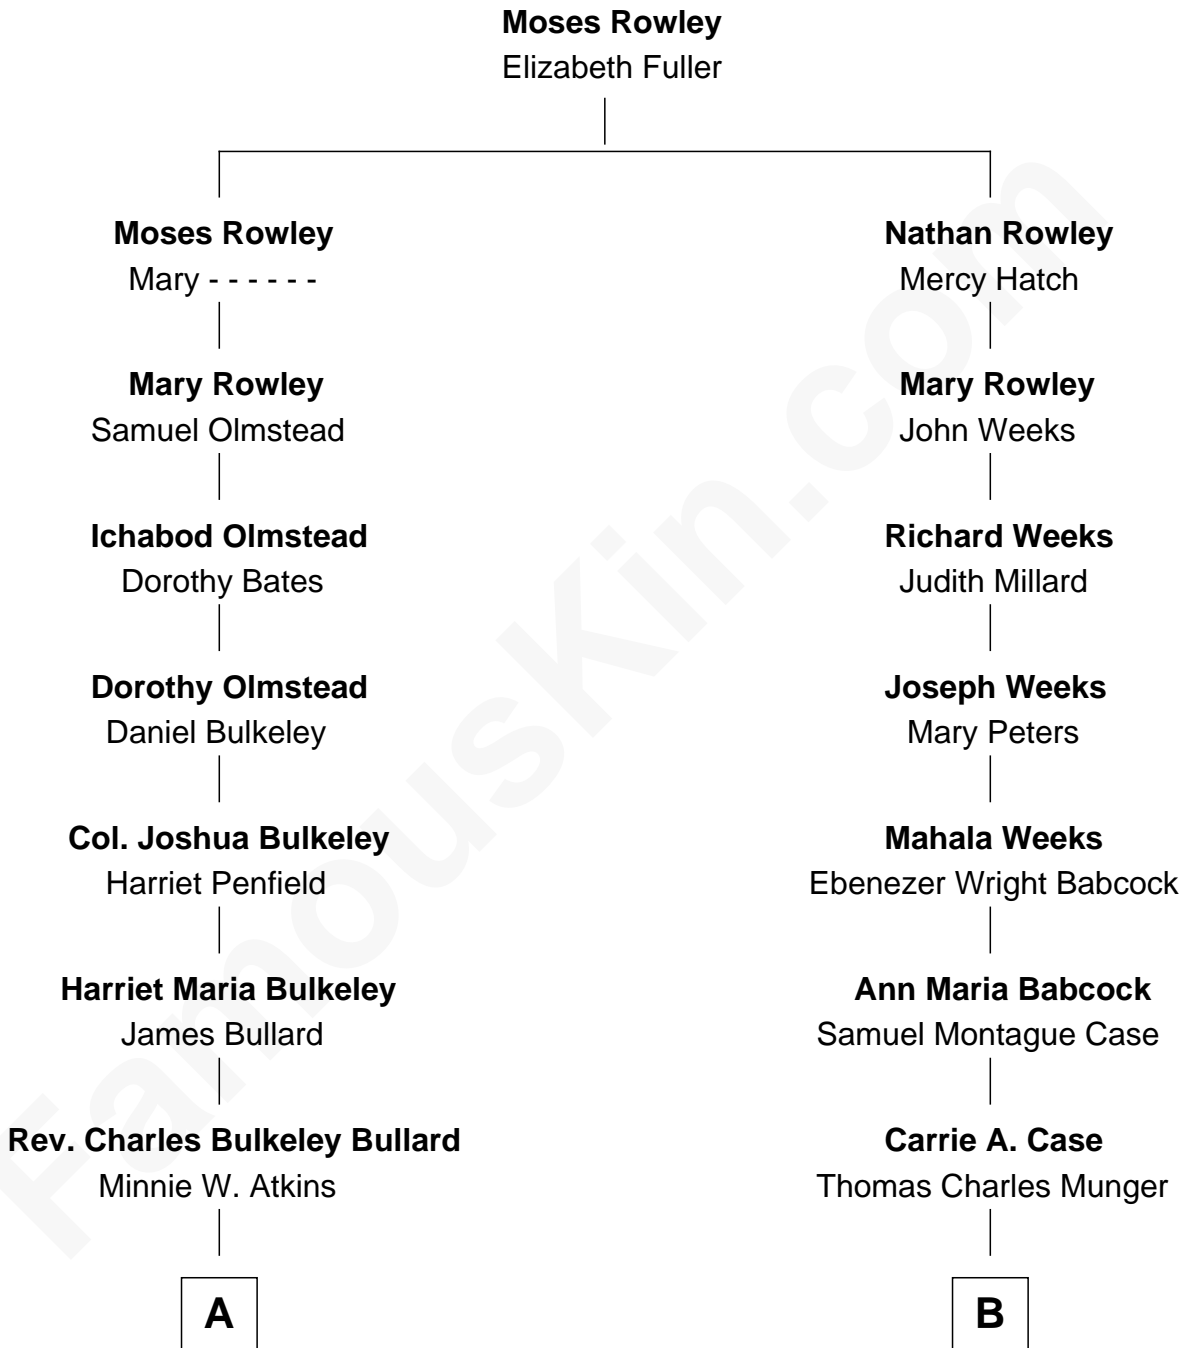 Moses Rowley
Elizabeth Fuller
Moses Rowley
Mary - - - - - -
Nathan Rowley
Mercy Hatch
Mary Rowley
Samuel Olmstead
Mary Rowley
John Weeks
Ichabod Olmstead
Dorothy Bates
Richard Weeks
Judith Millard
Dorothy Olmstead
Daniel Bulkeley
Joseph Weeks
Mary Peters
Col. Joshua Bulkeley
Harriet Penfield
Mahala Weeks
Ebenezer Wright Babcock
Harriet Maria Bulkeley
James Bullard
Ann Maria Babcock
Samuel Montague Case
Rev. Charles Bulkeley Bullard
Minnie W. Atkins
Carrie A. Case
Thomas Charles Munger
A
B
FamousKin.com